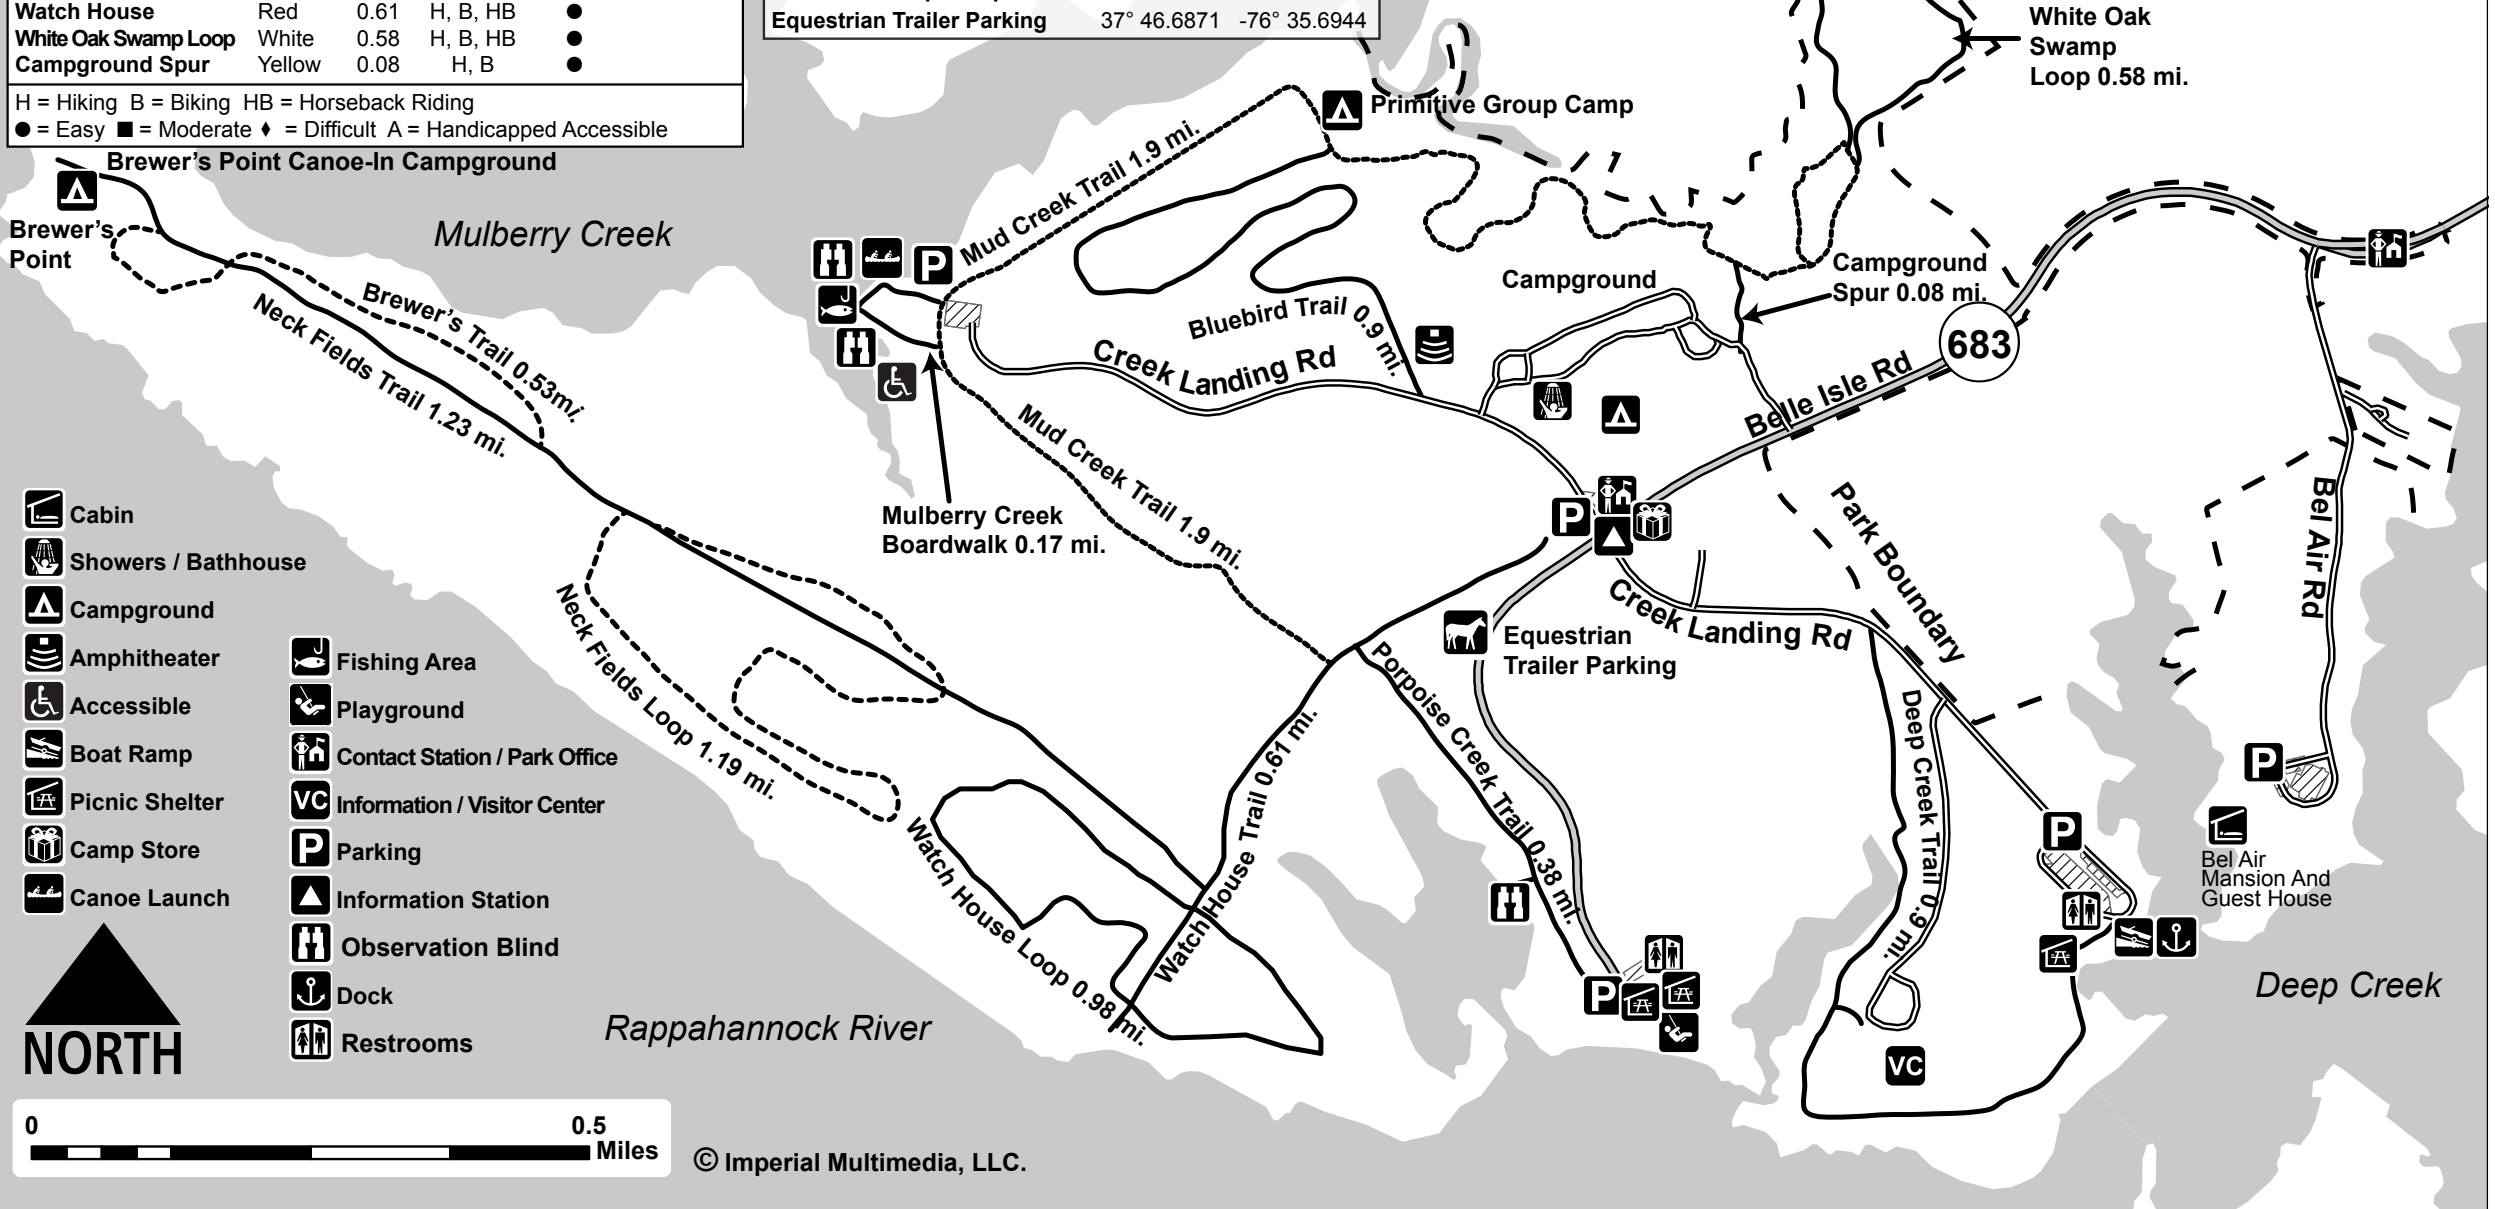 Watch House Red 0.61 H, B, HB ●
White Oak Swamp Loop White 0.58 H, B, HB ●
Campground Spur Yellow 0.08 H, B ●
H = Hiking B = Biking HB = Horseback Riding
● = Easy ■ = Moderate ♦ = Difficult A = Handicapped Accessible
Equestrian Trailer Parking 37° 46.6871 -76° 35.6944
White Oak
Swamp
Loop 0.58 mi.
Primitive Group Camp
Brewer's Point Canoe-In Campground
Brewer's
Point
Mulberry Creek
Mud Creek Trail 1.9 mi.
Campground
Campground
Spur 0.08 mi.
Brewer's Trail 0.53mi.
Neck Fields Trail 1.23 mi.
Bluebird Trail 0.9 mi.
Creek Landing Rd
683
Belle Isle Rd
Mud Creek Trail 1.9 mi.
Mulberry Creek
Boardwalk 0.17 mi.
Park Boundary
Bel Air Rd
Creek Landing Rd
Equestrian
Trailer Parking
Neck Fields Loop 1.19 mi.
Porpoise Creek Trail 0.38 mi.
Watch House Trail 0.61 mi.
Deep Creek Trail 0.9 mi.
Watch House Loop 0.98 mi.
Bel Air
Mansion And
Guest House
Deep Creek
Rappahannock River
P
P
P
P
P
VC
Cabin
Showers / Bathhouse
Campground
Amphitheater
Accessible
Boat Ramp
Picnic Shelter
Camp Store
Canoe Launch
Fishing Area
Playground
Contact Station / Park Office
VC Information / Visitor Center
P Parking
Information Station
Observation Blind
Dock
Restrooms
NORTH
0 0.5
Miles
© Imperial Multimedia, LLC.